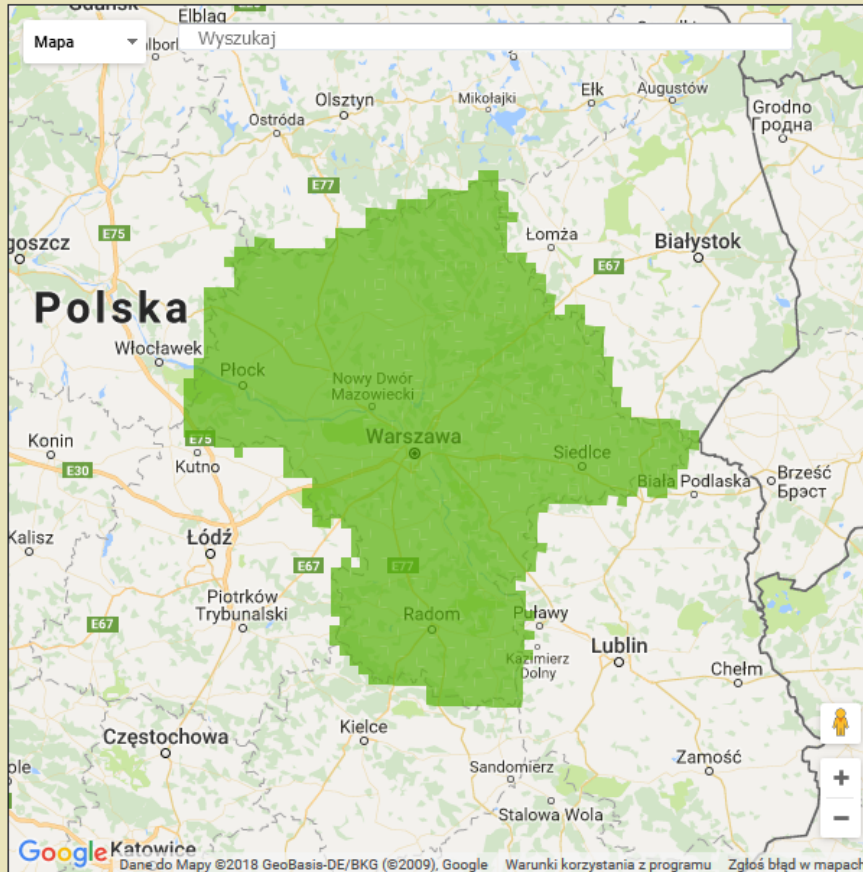 Elbląg
Mapa
Wyszukaj
Olsztyn
Mikołajki
Ełk
Augustów
Ostróda
Grodno
Гродна
E77
E75
Łomża
Białystok
E67
Polska
Włocławek
Płock
Nowy Dwór
Mazowiecki
Warszawa
Konin
E75
Siedlce
E30
Kutno
Biała Podlaska
Brześć
Брэст
Kalisz
Łódź
E67
E77
Piotrków
Trybunalski
Radom
Puławy
E67
Kazimierz
Dolny
Lublin
Chełm
Kielce
Częstochowa
Sandomierz
Zamość
Stalowa Wola
Google
Katowice
Dane do Mapy ©2018 GeoBasis-DE/BKG (©2009), Google
Warunki korzystania z programu
Zgłoś błąd w mapach